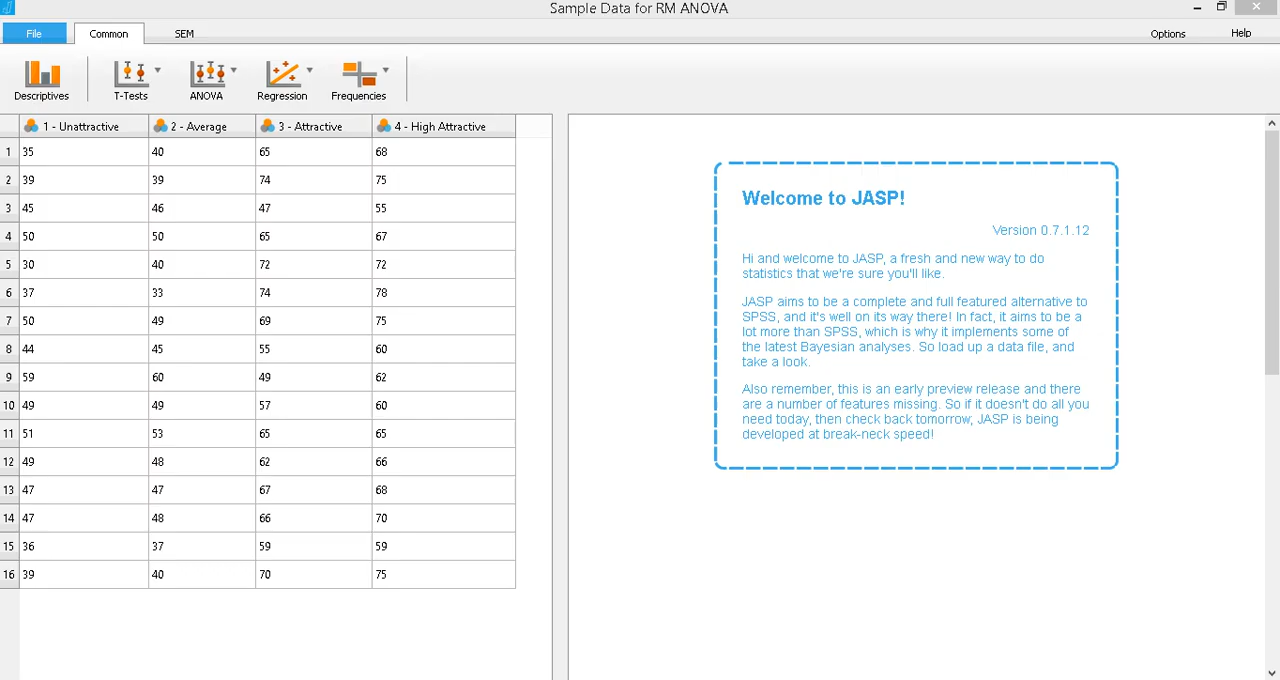 Sample Data for RM ANOVA
File Common SEM Options Help
Descriptives T-Tests ANOVA Regression Frequencies
1 - Unattractive 2 - Average 3 - Attractive 4 - High Attractive
1 35 40 65 68
2 39 39 74 75
3 45 46 47 55
4 50 50 65 67
5 30 40 72 72
6 37 33 74 78
7 50 49 69 75
8 44 45 55 60
9 59 60 49 62
10 49 49 57 60
11 51 53 65 65
12 49 48 62 66
13 47 47 67 68
14 47 48 66 70
15 36 37 59 59
16 39 40 70 75
Welcome to JASP!
Version 0.7.1.12
Hi and welcome to JASP, a fresh and new way to do
statistics that we're sure you'll like.
JASP aims to be a complete and full featured alternative to
SPSS, and it's well on its way there! In fact, it aims to be a
lot more than SPSS, which is why it implements some of
the latest Bayesian analyses. So load up a data file, and
take a look.
Also remember, this is an early preview release and there
are a number of features missing. So if it doesn't do all you
need today, then check back tomorrow, JASP is being
developed at break-neck speed!